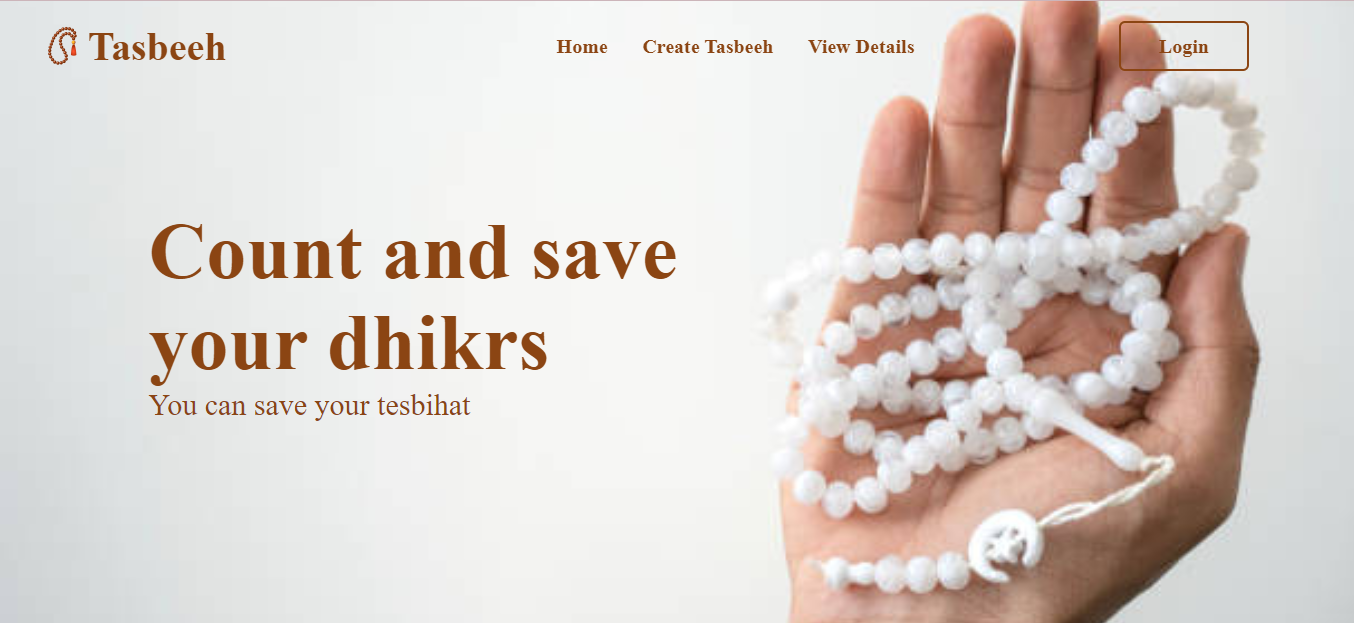 Tasbeeh
Home
Create Tasbeeh
View Details
Login
Count and save
your dhikrs
You can save your tesbihat